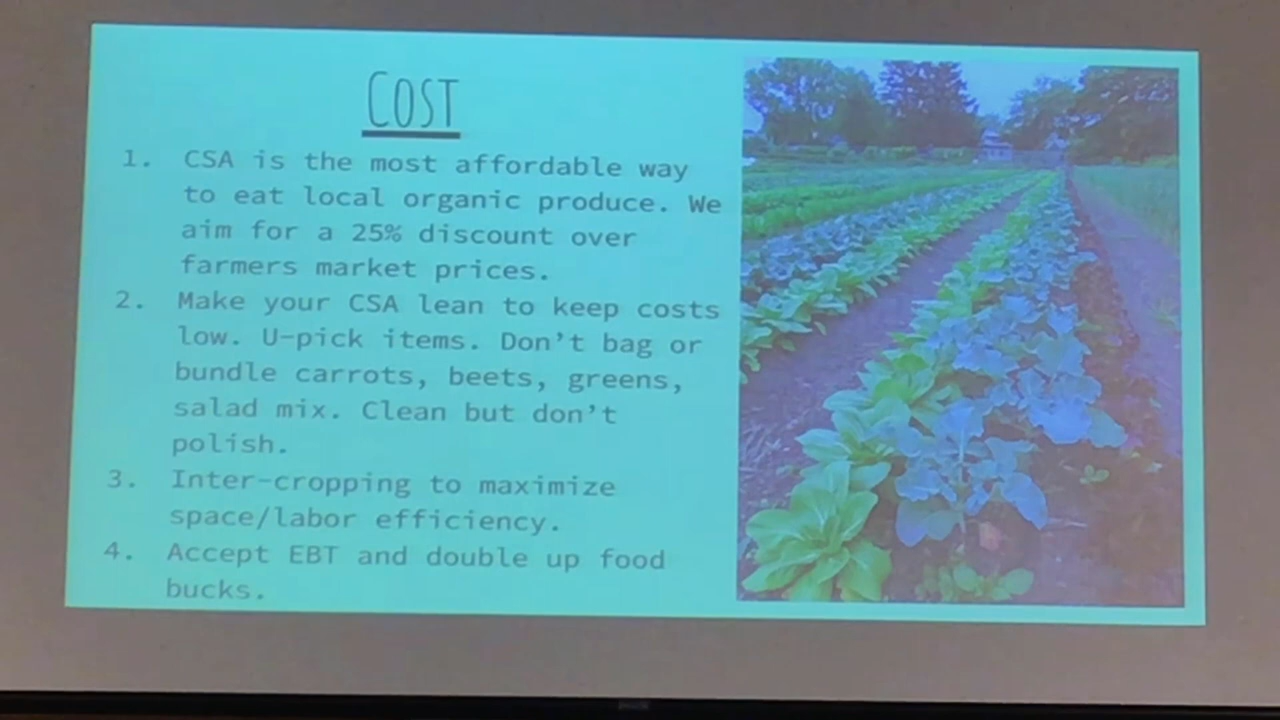 COST
1. CSA is the most affordable way
to eat local organic produce. We
aim for a 25% discount over
farmers market prices.
2. Make your CSA lean to keep costs
low. U-pick items. Don't bag or
bundle carrots, beets, greens,
salad mix. Clean but don't
polish.
3. Inter-cropping to maximize
space/labor efficiency.
4. Accept EBT and double up food
bucks.